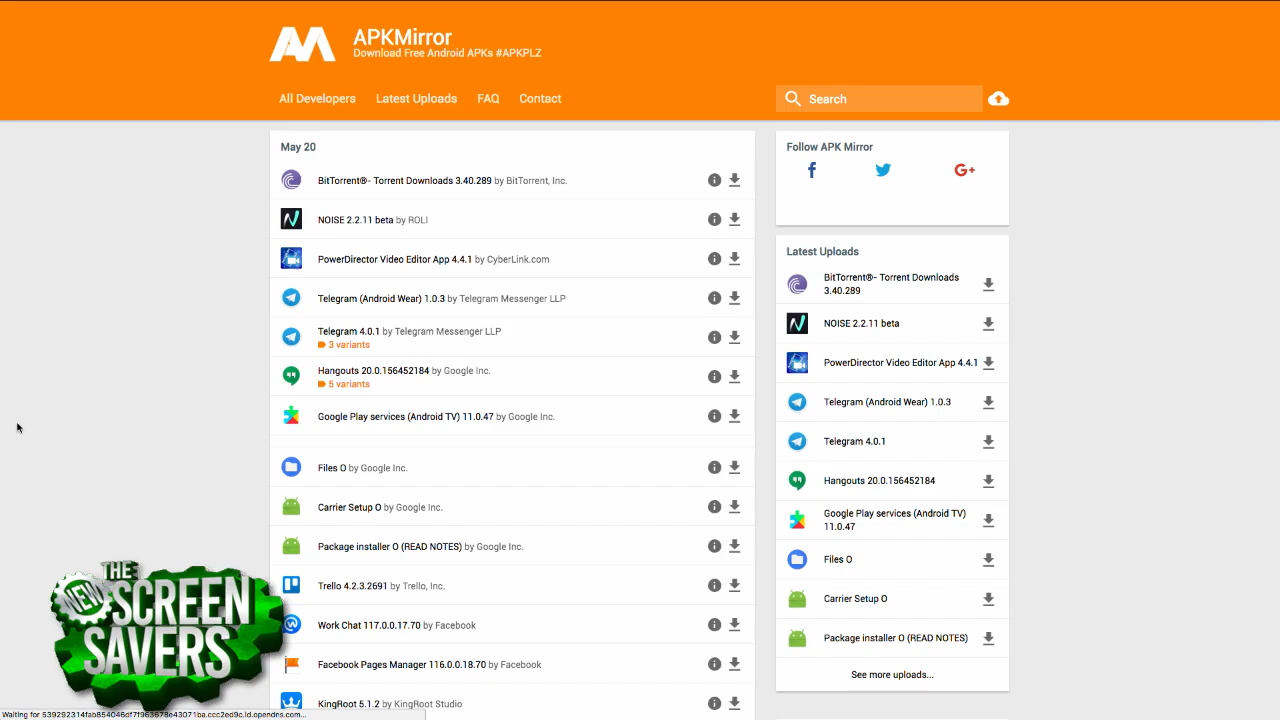 APKMirror
Download Free Android APKs #APKPLZ
All Developers
Latest Uploads
FAQ
Contact
Search
May 20
BitTorrent®- Torrent Downloads 3.40.289 by BitTorrent, Inc.
NOISE 2.2.11 beta by ROLI
PowerDirector Video Editor App 4.4.1 by CyberLink.com
Telegram (Android Wear) 1.0.3 by Telegram Messenger LLP
Telegram 4.0.1 by Telegram Messenger LLP
3 variants
Hangouts 20.0.156452184 by Google Inc.
5 variants
Google Play services (Android TV) 11.0.47 by Google Inc.
Files O by Google Inc.
Carrier Setup O by Google Inc.
Package installer O (READ NOTES) by Google Inc.
Trello 4.2.3.2691 by Trello, Inc.
Work Chat 117.0.0.17.70 by Facebook
Facebook Pages Manager 116.0.0.18.70 by Facebook
KingRoot 5.1.2 by KingRoot Studio
Follow APK Mirror
G+
Latest Uploads
BitTorrent®- Torrent Downloads
3.40.289
NOISE 2.2.11 beta
PowerDirector Video Editor App 4.4.1
Telegram (Android Wear) 1.0.3
Telegram 4.0.1
Hangouts 20.0.156452184
Google Play services (Android TV)
11.0.47
Files O
Carrier Setup O
Package installer O (READ NOTES)
See more uploads...
THE
NEW SCREEN
SAVERS
Waiting for 539292314fab854046df7f963678e43071ba.ccc2ed9c.id.opendns.com...